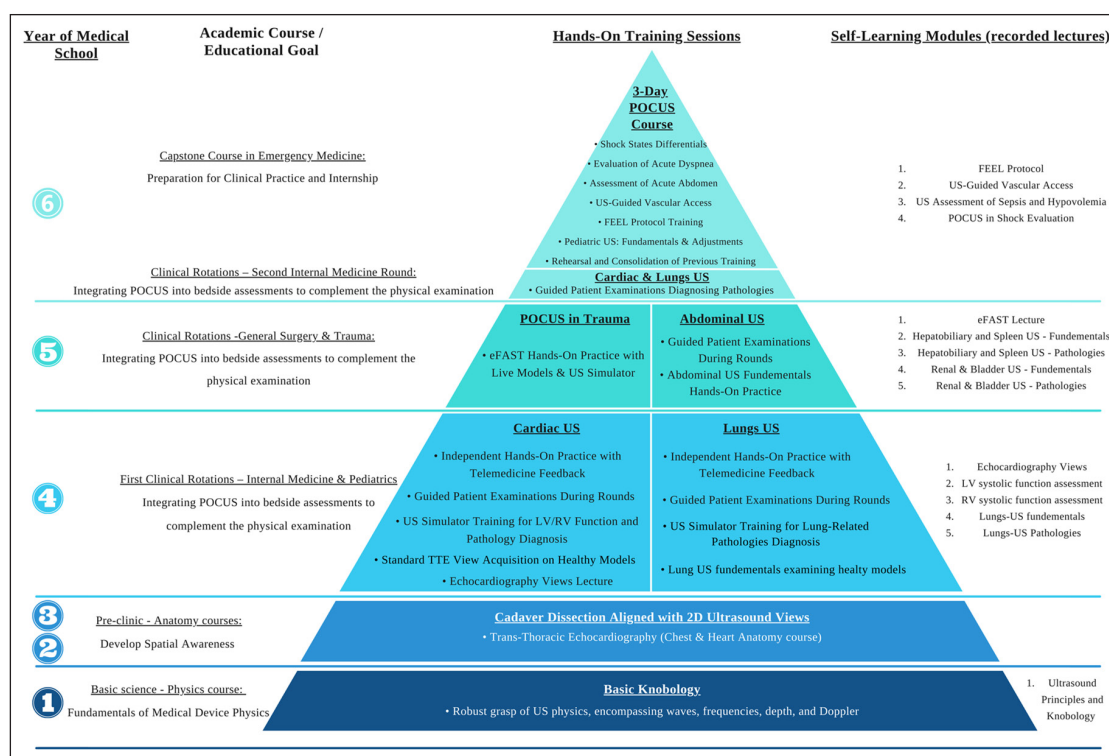 Year of Medical
School
Academic Course /
Educational Goal
Hands-On Training Sessions
Self-Learning Modules (recorded lectures)
6
Capstone Course in Emergency Medicine:
Preparation for Clinical Practice and Internship
3-Day
POCUS
Course
• Shock States Differentials
• Evaluation of Acute Dyspnea
• Assessment of Acute Abdomen
• US-Guided Vascular Access
• FEEL Protocol Training
• Pediatric US: Fundamentals & Adjustments
• Rehearsal and Consolidation of Previous Training
1. FEEL Protocol
2. US-Guided Vascular Access
3. US Assessment of Sepsis and Hypovolemia
4. POCUS in Shock Evaluation
Clinical Rotations – Second Internal Medicine Round:
Integrating POCUS into bedside assessments to complement the physical examination
Cardiac & Lungs US
• Guided Patient Examinations Diagnosing Pathologies
5
Clinical Rotations -General Surgery & Trauma:
Integrating POCUS into bedside assessments to complement the
physical examination
POCUS in Trauma
• eFAST Hands-On Practice with
Live Models & US Simulator
Abdominal US
• Guided Patient Examinations
During Rounds
• Abdominal US Fundementals
Hands-On Practice
1. eFAST Lecture
2. Hepatobiliary and Spleen US - Fundementals
3. Hepatobiliary and Spleen US - Pathologies
4. Renal & Bladder US - Fundementals
5. Renal & Bladder US - Pathologies
4
First Clinical Rotations – Internal Medicine & Pediatrics
Integrating POCUS into bedside assessments to
complement the physical examination
Cardiac US
• Independent Hands-On Practice with
Telemedicine Feedback
• Guided Patient Examinations During Rounds
• US Simulator Training for LV/RV Function and
Pathology Diagnosis
• Standard TTE View Acquisition on Healthy Models
• Echocardiography Views Lecture
Lungs US
• Independent Hands-On Practice with
Telemedicine Feedback
• Guided Patient Examinations During Rounds
• US Simulator Training for Lung-Related
Pathologies Diagnosis
• Lung US fundementals examining healty models
1. Echocardiography Views
2. LV systolic function assessment
3. RV systolic function assessment
4. Lungs-US fundementals
5. Lungs-US Pathologies
3
2
Pre-clinic - Anatomy courses:
Develop Spatial Awareness
Cadaver Dissection Aligned with 2D Ultrasound Views
• Trans-Thoracic Echocardiography (Chest & Heart Anatomy course)
1
Basic science - Physics course:
Fundamentals of Medical Device Physics
Basic Knobology
• Robust grasp of US physics, encompassing waves, frequencies, depth, and Doppler
1. Ultrasound
Principles and
Knobology